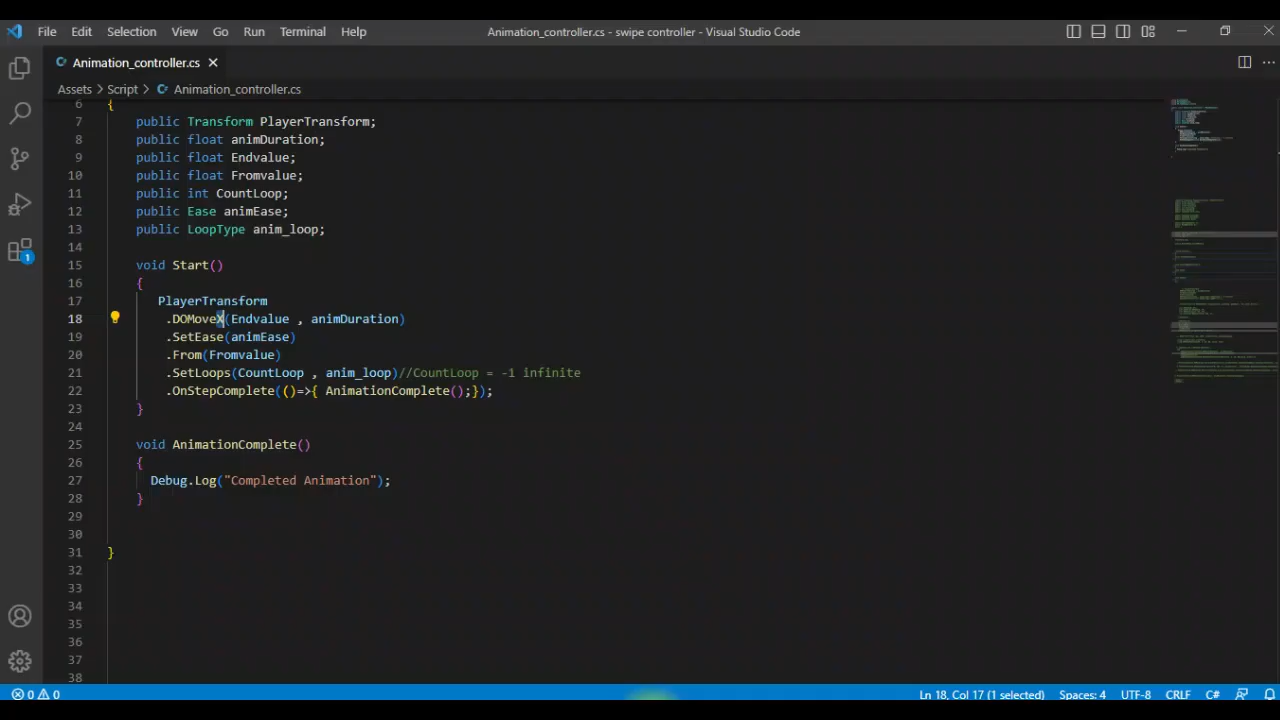 File Edit Selection View Go Run Terminal Help Animation_controller.cs - swipe controller - Visual Studio Code
Animation_controller.cs
Assets > Script > Animation_controller.cs
6 {
7 public Transform PlayerTransform;
8 public float animDuration;
9 public float Endvalue;
10 public float Fromvalue;
11 public int CountLoop;
12 public Ease animEase;
13 public LoopType anim_loop;
14
15 void Start()
16 {
17 PlayerTransform
18 .DOMoveX(Endvalue , animDuration)
19 .SetEase(animEase)
20 .From(Fromvalue)
21 .SetLoops(CountLoop , anim_loop)//CountLoop = -1 infinite
22 .OnStepComplete(()=>{ AnimationComplete();});
23 }
24
25 void AnimationComplete()
26 {
27 Debug.Log("Completed Animation");
28 }
29
30
31 }
32
33
34
35
36
37
38
1
0 0 Ln 18, Col 17 (1 selected) Spaces: 4 UTF-8 CRLF C#